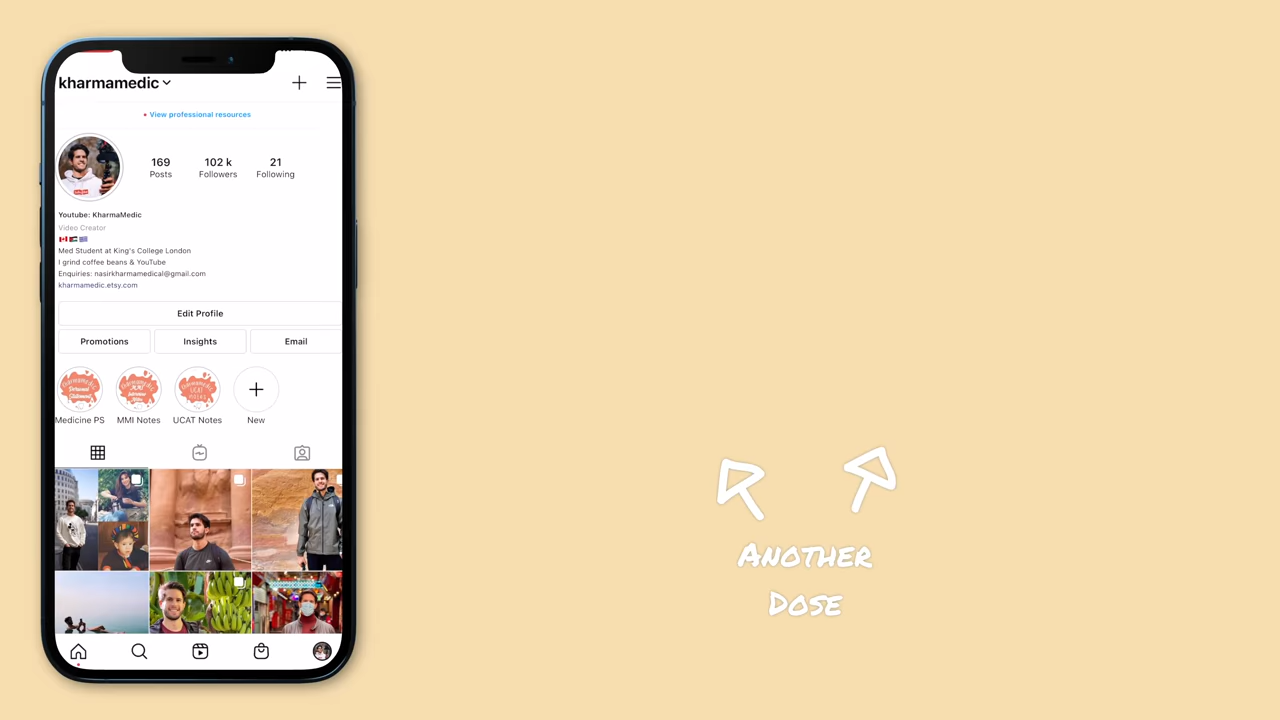 kharmamedic
View professional resources
169
Posts
102 k
Followers
21
Following
Youtube: KharmaMedic
Video Creator
Med Student at King's College London
I grind coffee beans & YouTube
Enquiries: nasirkharmamedical@gmail.com
kharmamedic.etsy.com
Edit Profile
Promotions
Insights
Email
Medicine PS
MMI Notes
UCAT Notes
New
ANOTHER
DOSE